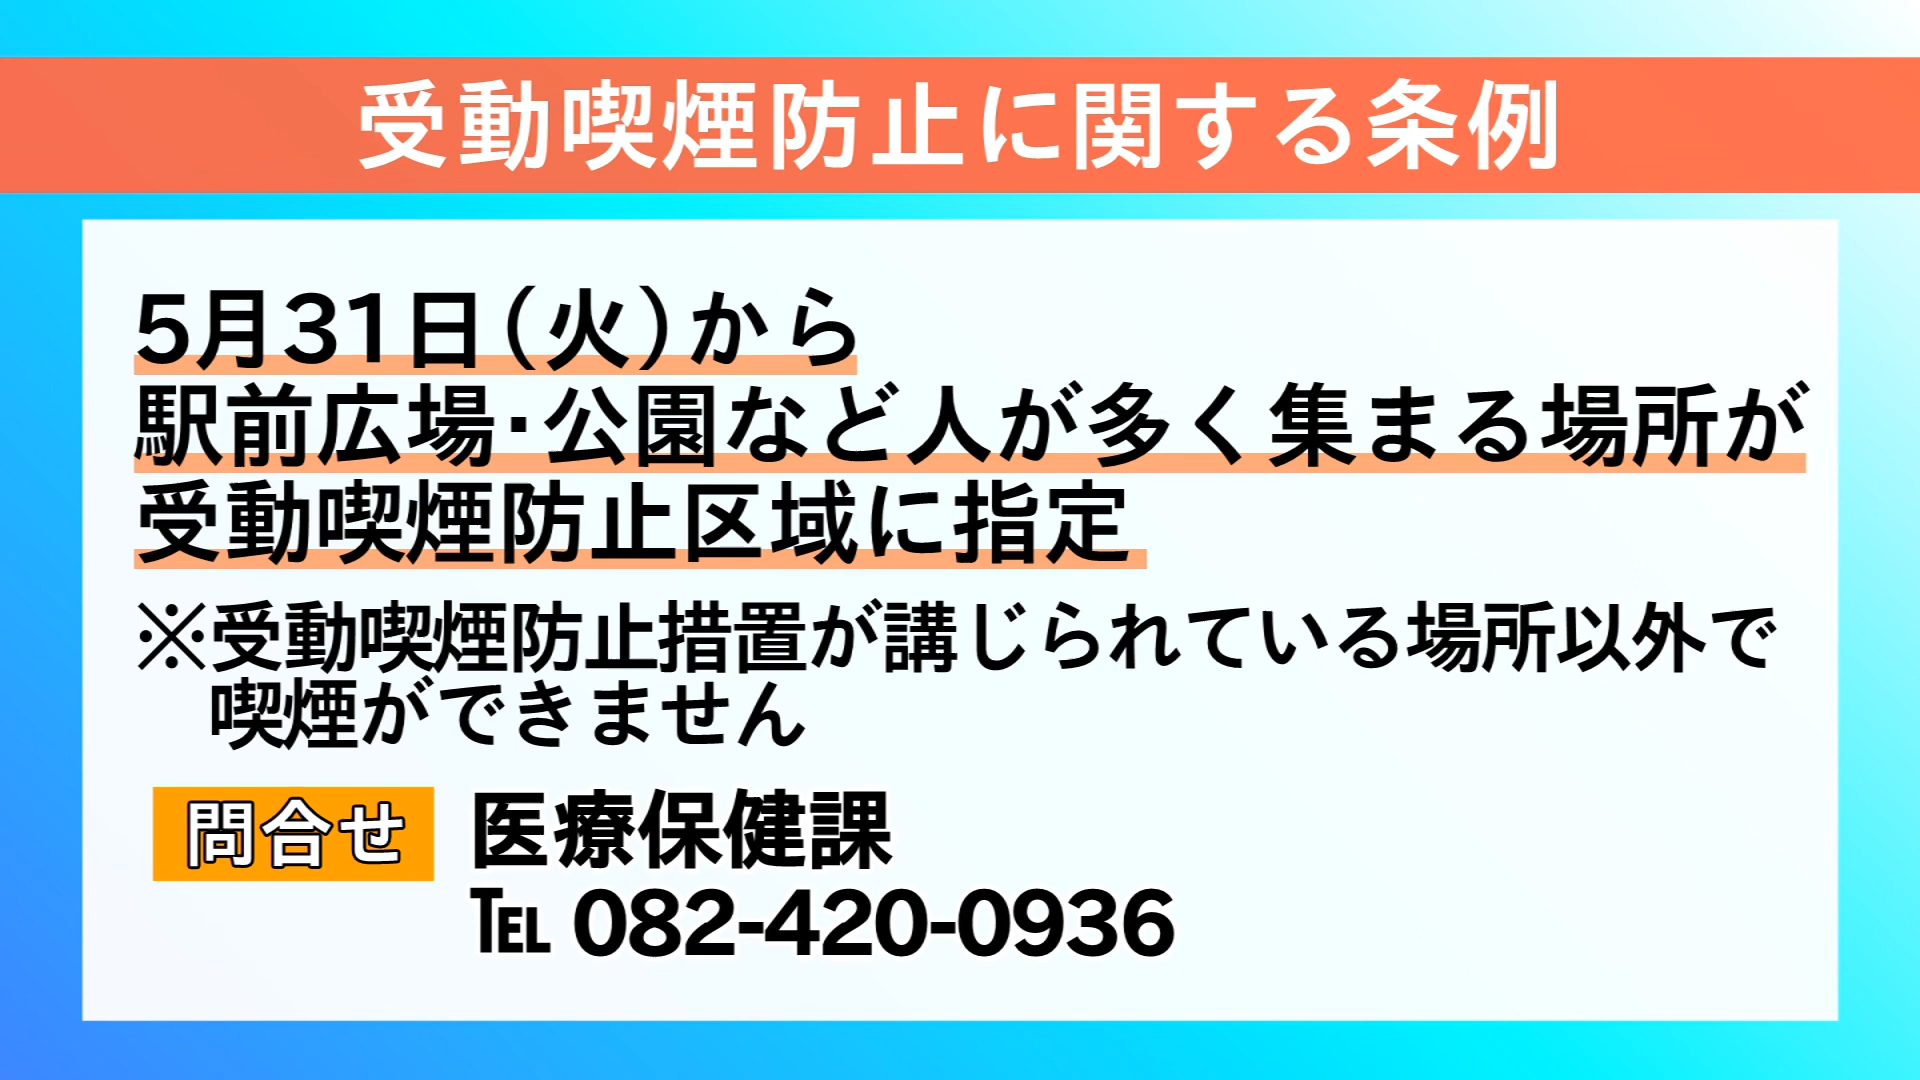 受動喫煙防止に関する条例
5月31日(火)から
駅前広場・公園など人が多く集まる場所が
受動喫煙防止区域に指定
※受動喫煙防止措置が講じられている場所以外で
喫煙ができません
問合せ 医療保健課
℡ 082-420-0936